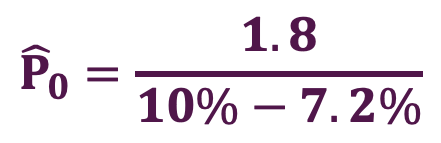 P̂₀ = 1.8 / (10% − 7.2%)